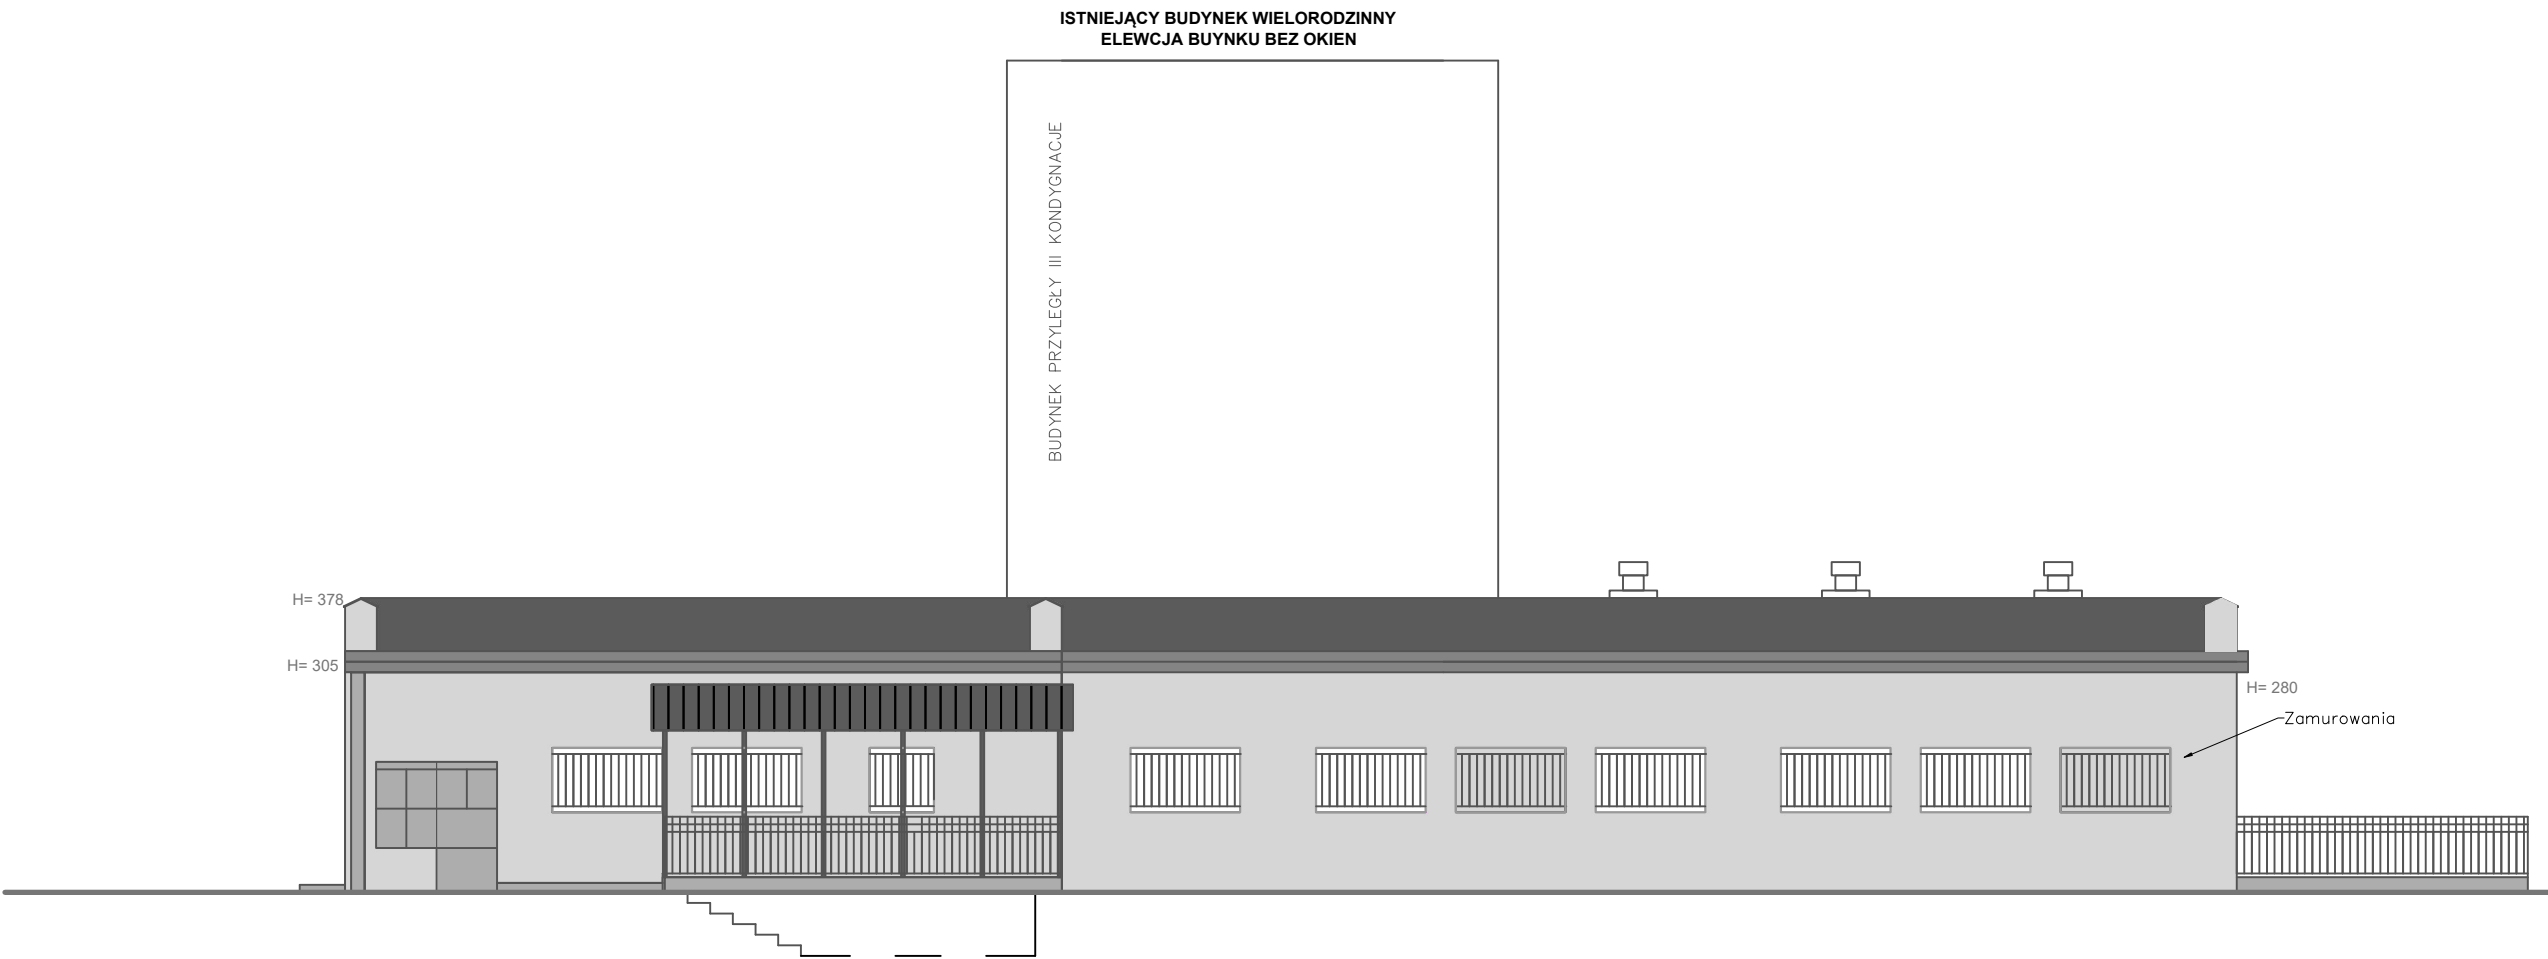 ISTNIEJĄCY BUDYNEK WIELORODZINNY
ELEWCJA BUYNKU BEZ OKIEN
BUDYNEK PRZYLEGŁY III KONDYGNACJE
H= 378
H= 305
H= 280
Zamurowania